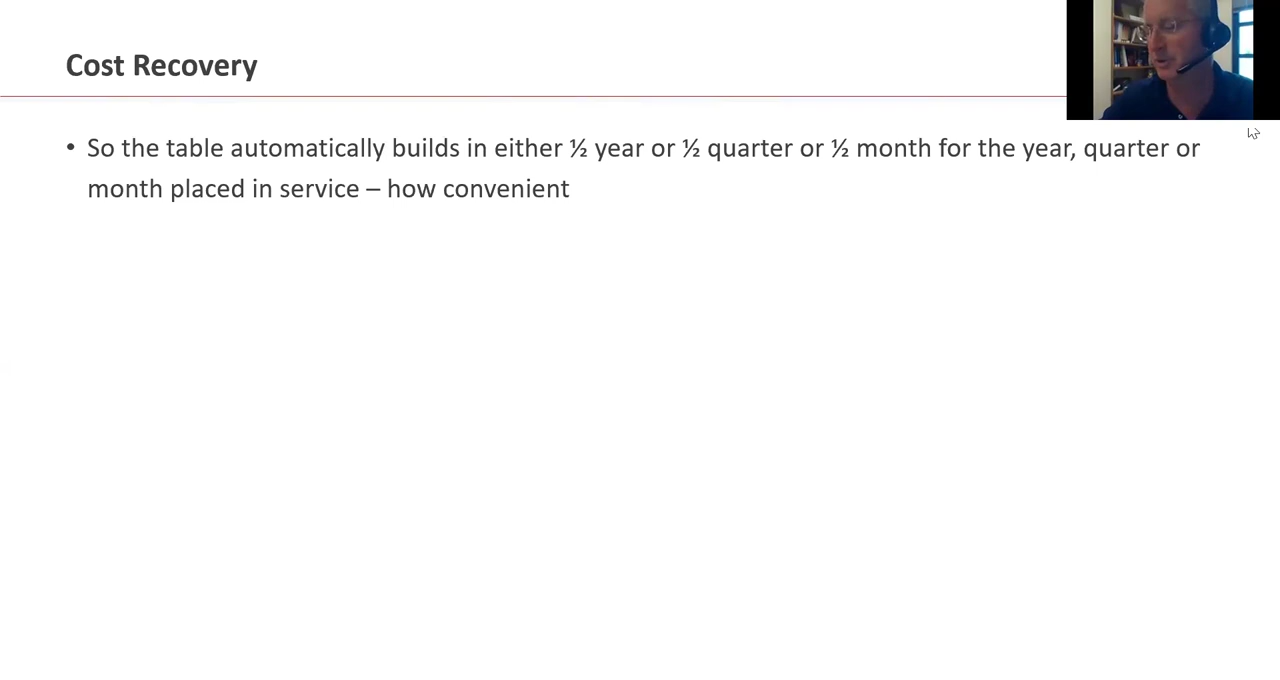 Cost Recovery
• So the table automatically builds in either ½ year or ½ quarter or ½ month for the year, quarter or
month placed in service – how convenient